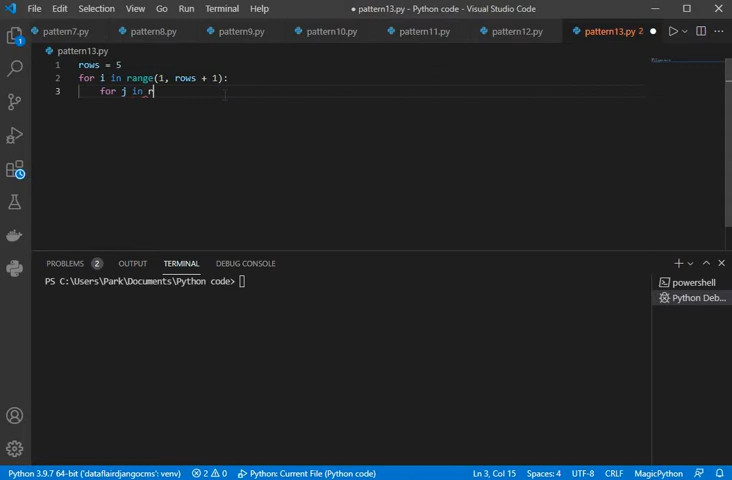 File Edit Selection View Go Run Terminal Help
● pattern13.py - Python code - Visual Studio Code
pattern7.py pattern8.py pattern9.py pattern10.py pattern11.py pattern12.py pattern13.py 2 ●
pattern13.py
1 rows = 5
2 for i in range(1, rows + 1):
3 for j in r
PROBLEMS 2 OUTPUT TERMINAL DEBUG CONSOLE
PS C:\Users\Park\Documents\Python code>
powershell
Python Deb...
1
Python 3.9.7 64-bit ('dataflairdjangocms': venv) 2 0 Python: Current File (Python code) Ln 3, Col 15 Spaces: 4 UTF-8 CRLF MagicPython